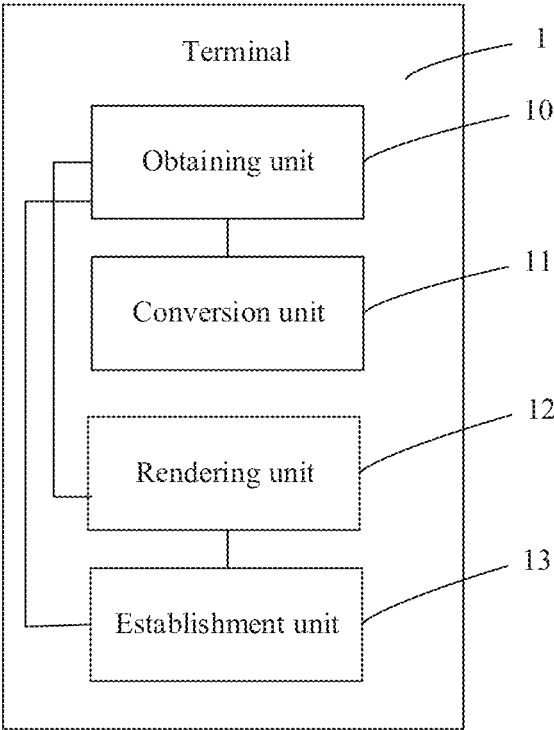 Terminal
1
Obtaining unit
10
Conversion unit
11
Rendering unit
12
Establishment unit
13